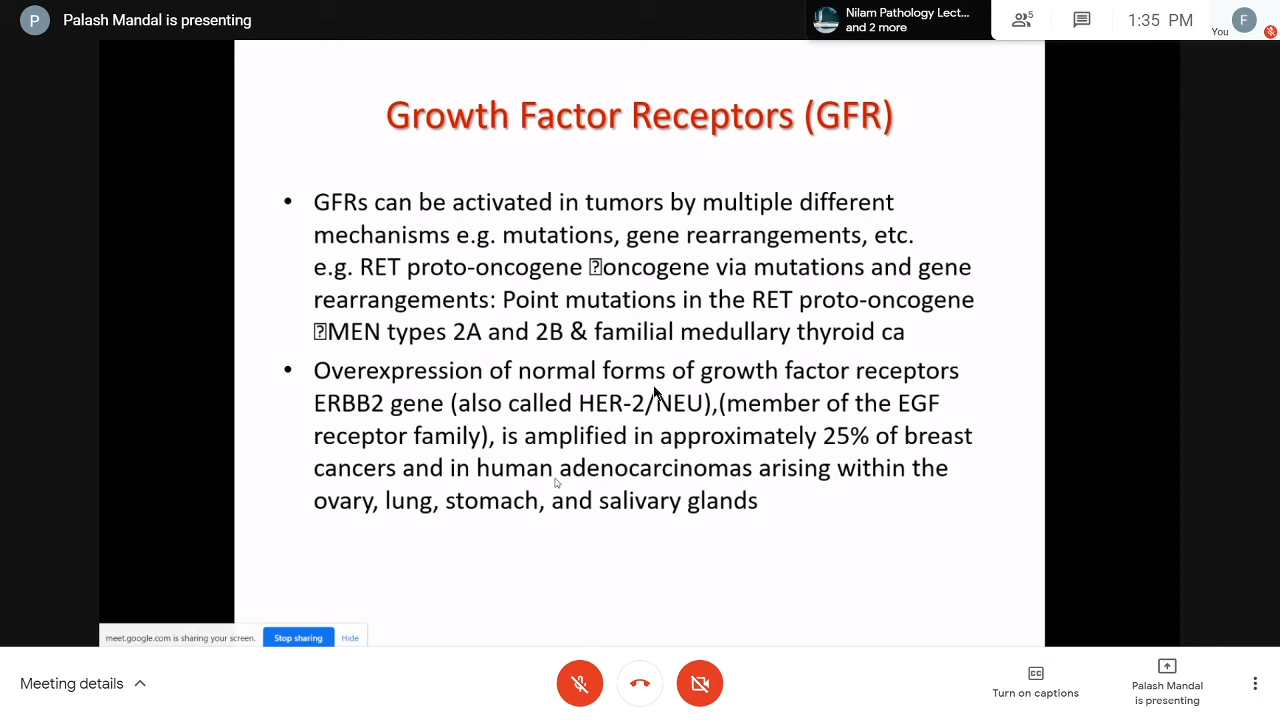 P Palash Mandal is presenting
Nilam Pathology Lect...
and 2 more
5
1:35 PM
You F
Growth Factor Receptors (GFR)
• GFRs can be activated in tumors by multiple different
mechanisms e.g. mutations, gene rearrangements, etc.
e.g. RET proto-oncogene ⍰oncogene via mutations and gene
rearrangements: Point mutations in the RET proto-oncogene
⍰MEN types 2A and 2B & familial medullary thyroid ca
• Overexpression of normal forms of growth factor receptors
ERBB2 gene (also called HER-2/NEU),(member of the EGF
receptor family), is amplified in approximately 25% of breast
cancers and in human adenocarcinomas arising within the
ovary, lung, stomach, and salivary glands
meet.google.com is sharing your screen. Stop sharing Hide
Meeting details
CC
Turn on captions
Palash Mandal
is presenting